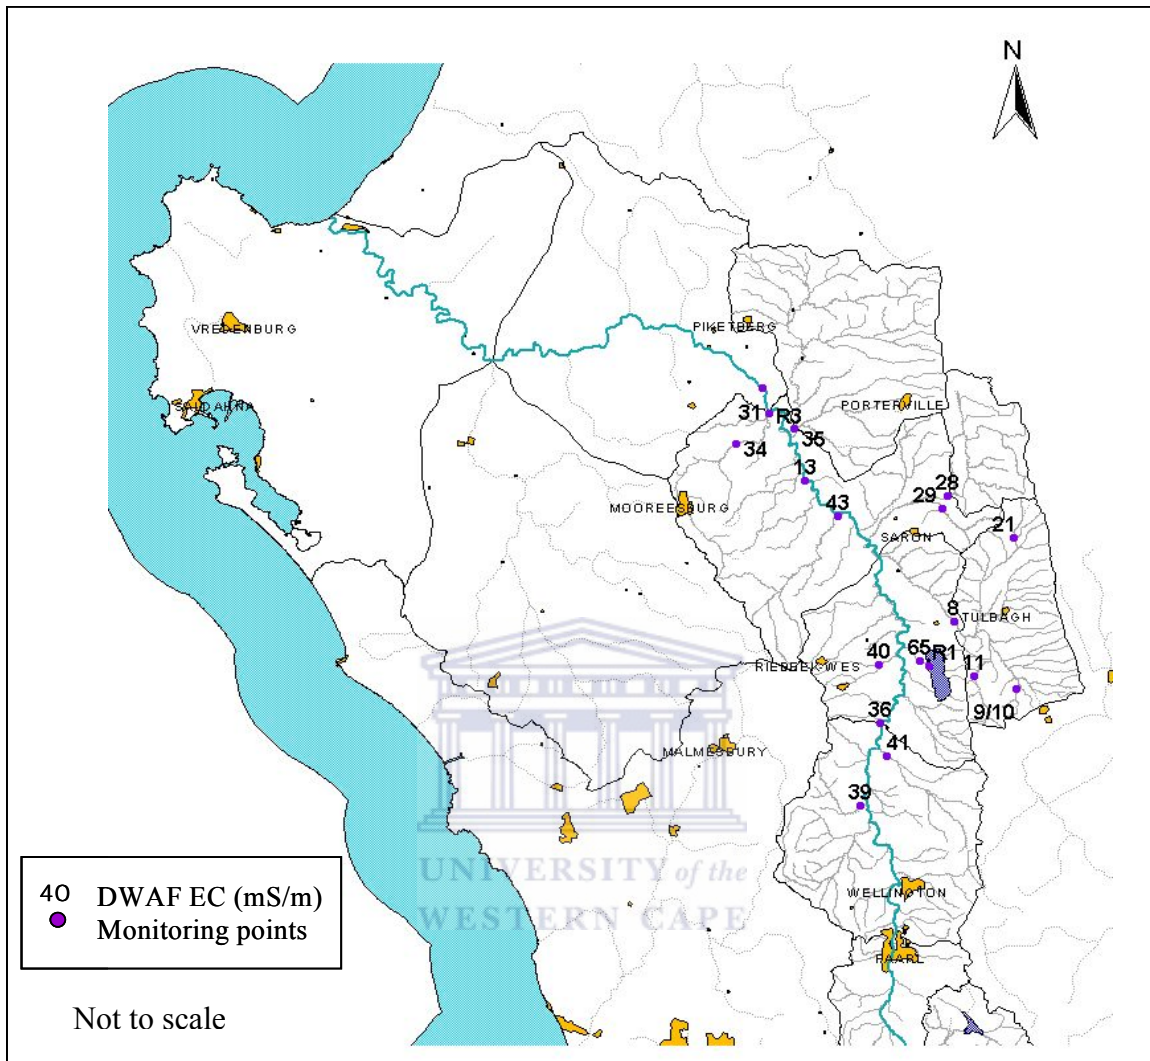 N
VREDENBURG
SALDAHNA
PIKETBERG
PORTERVILLE
31
R3
35
34
13
43
MOOREESBURG
28
29
21
SARON
8
TULBAGH
65
R1
40
RIEBEEK-WES
11
9/10
36
41
MALMESBURY
39
WELLINGTON
PAARL
UNIVERSITY of the
WESTERN CAPE
40 DWAF EC (mS/m)
Monitoring points
Not to scale